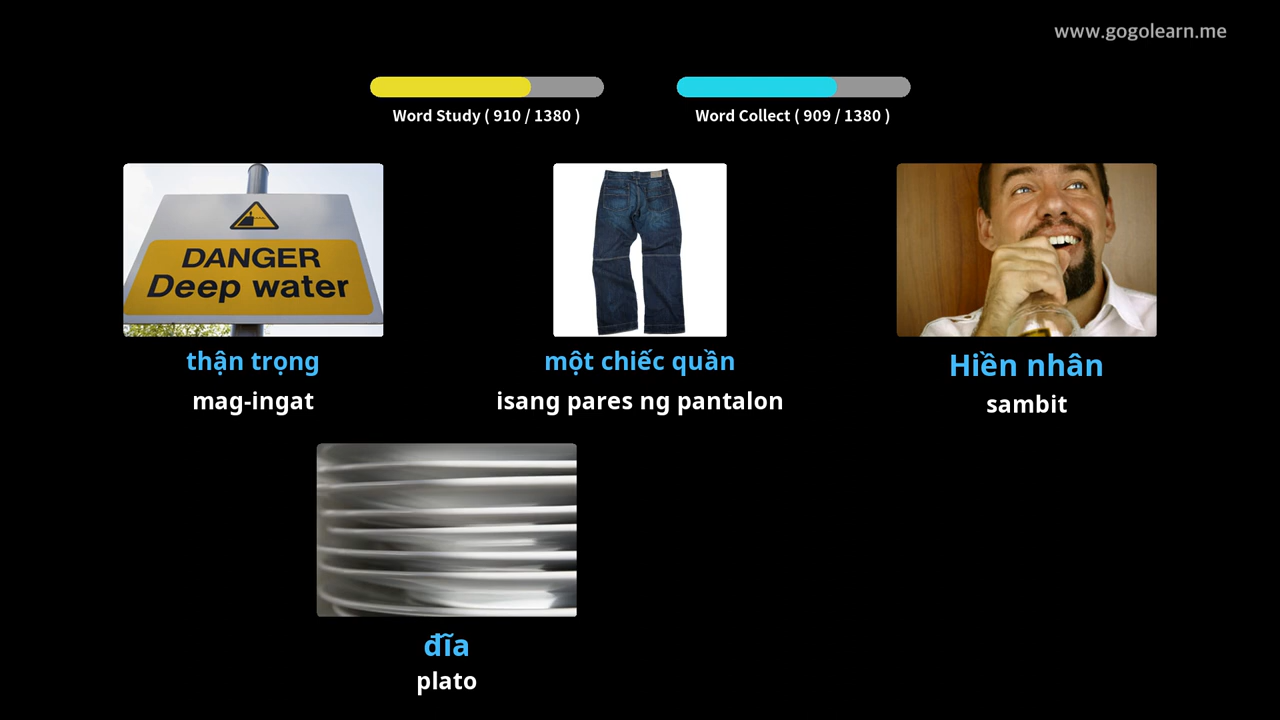 www.gogolearn.me
Word Study ( 910 / 1380 )
Word Collect ( 909 / 1380 )
DANGER
Deep water
thận trọng
mag-ingat
một chiếc quần
isang pares ng pantalon
Hiền nhân
sambit
đĩa
plato